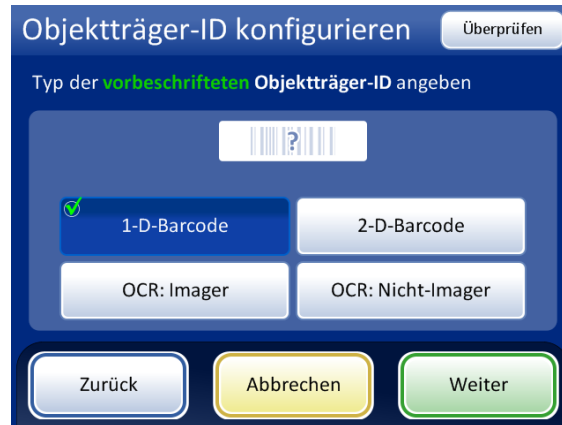 Objektträger-ID konfigurieren
Überprüfen
Typ der vorbeschrifteten Objektträger-ID angeben
?
1-D-Barcode
2-D-Barcode
OCR: Imager
OCR: Nicht-Imager
Zurück
Abbrechen
Weiter